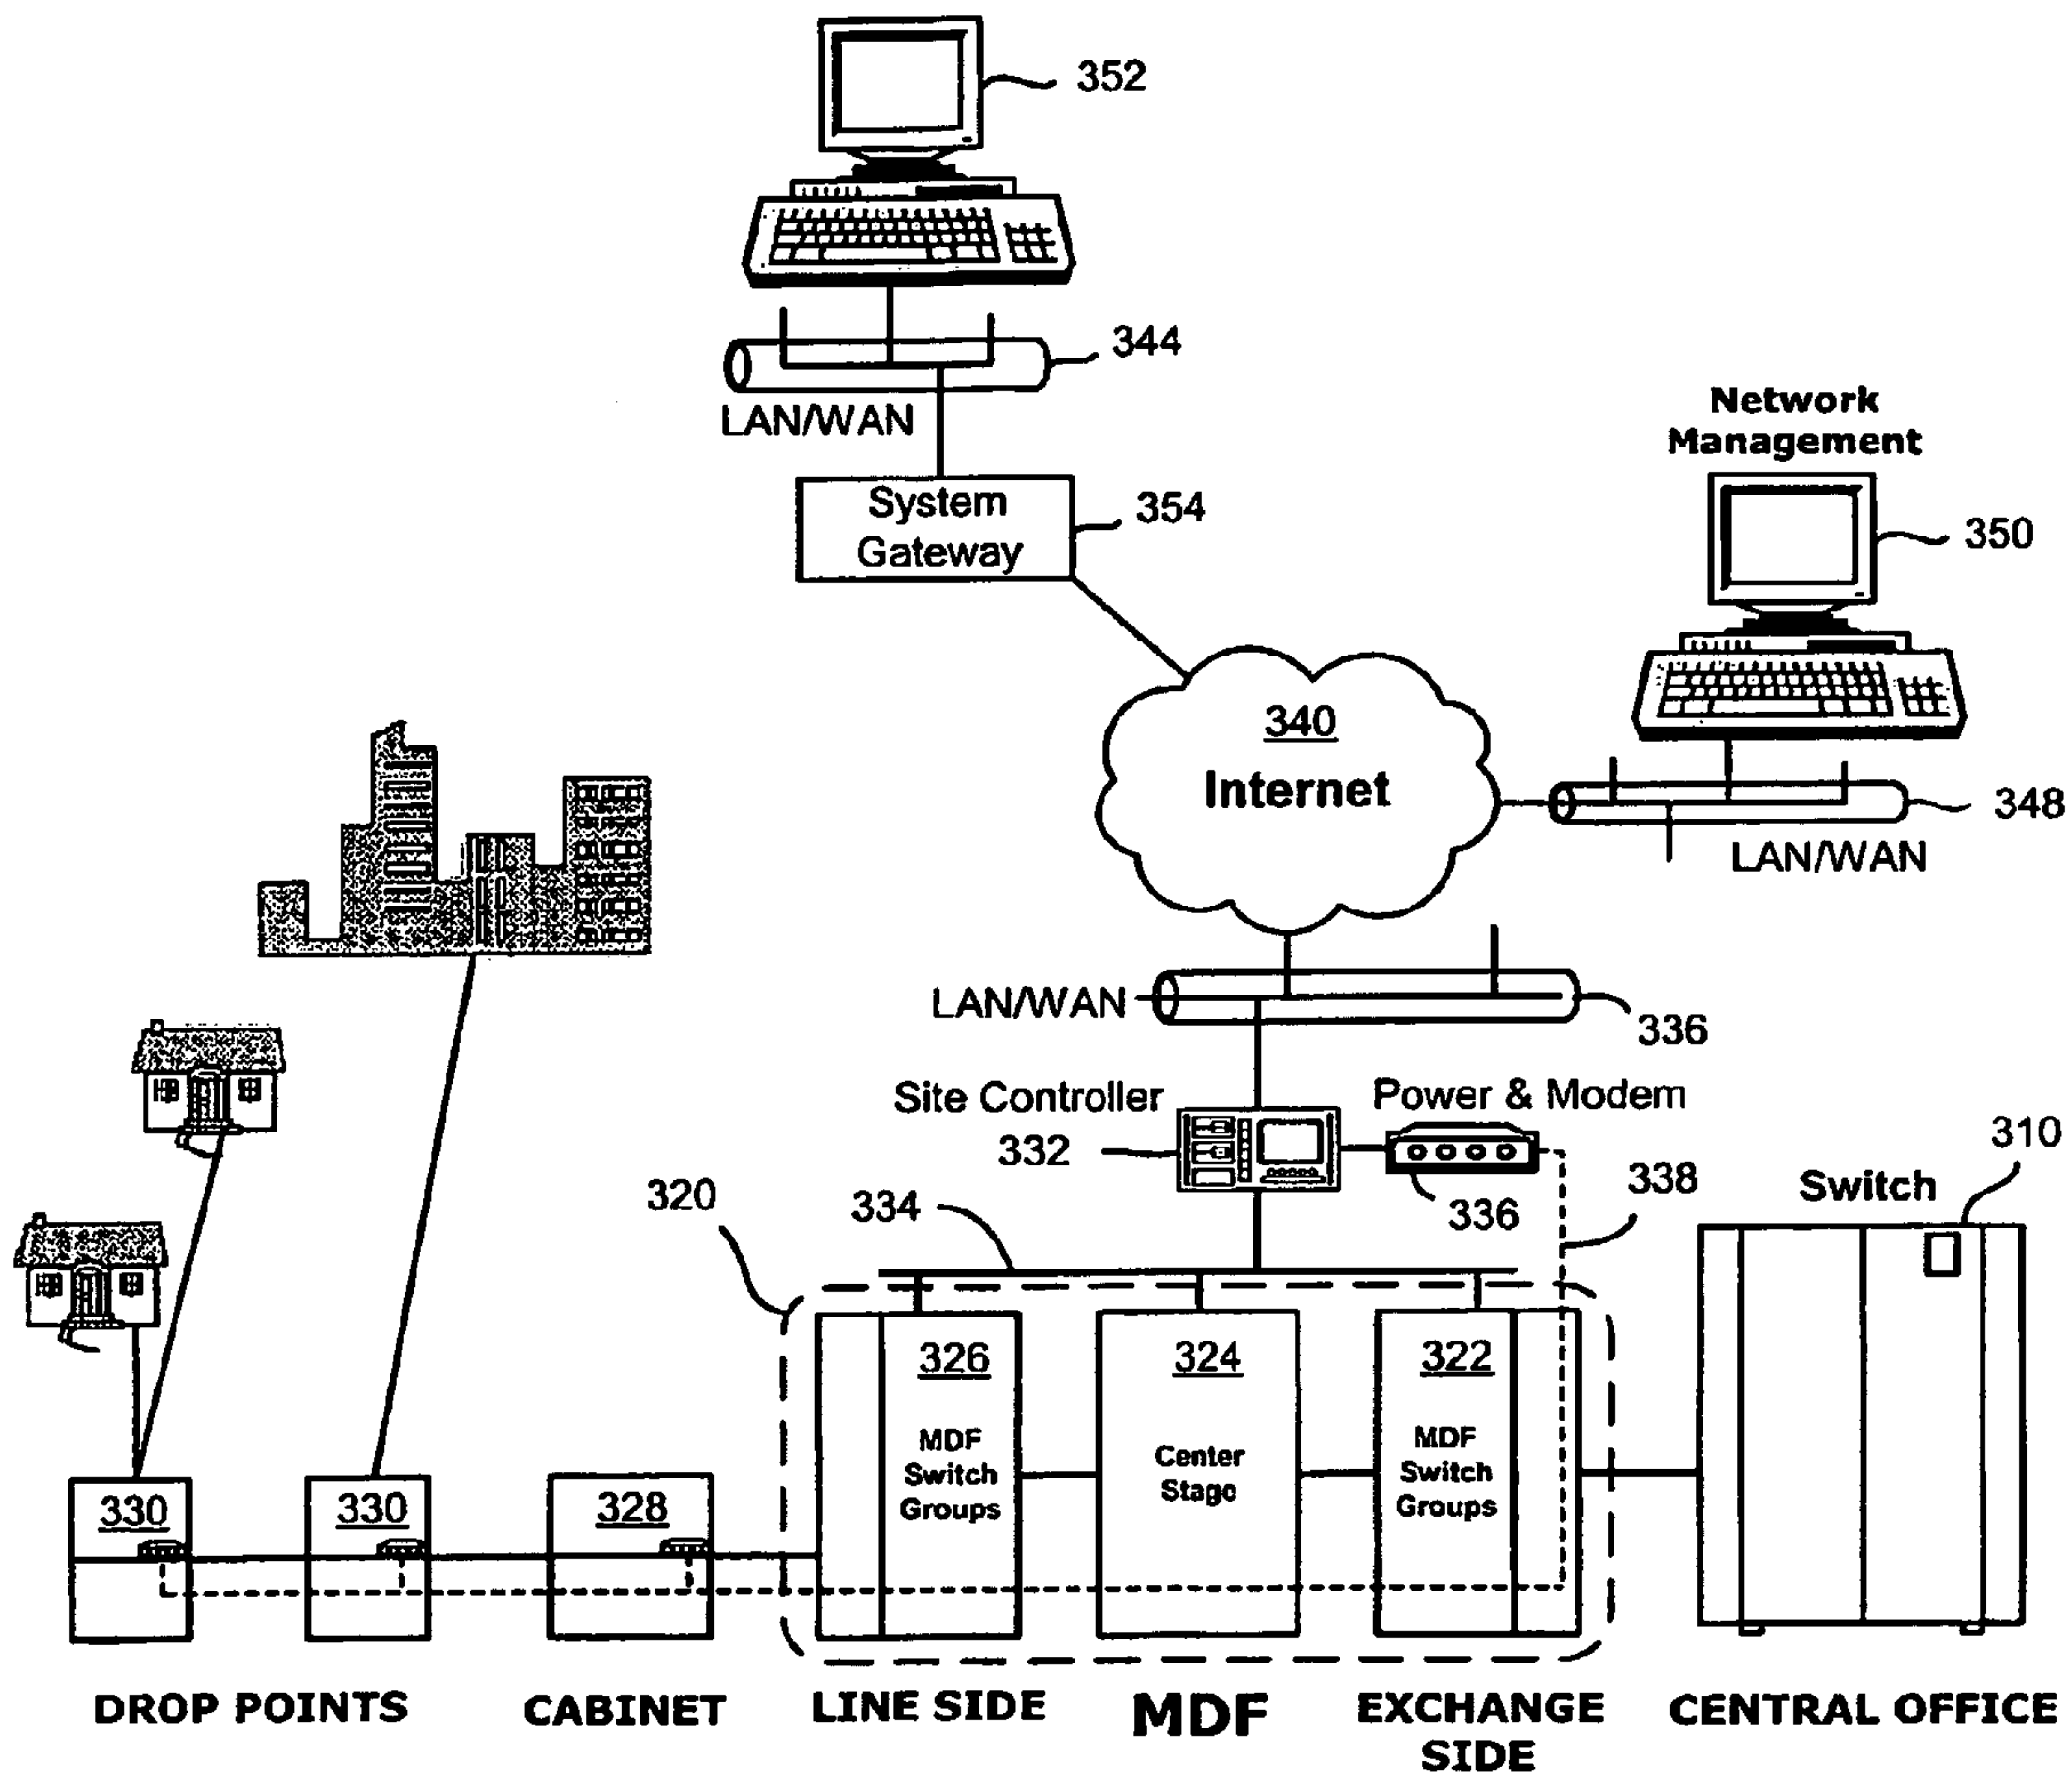 352
344
LAN/WAN
System
Gateway
354
Network
Management
350
340
Internet
348
LAN/WAN
LAN/WAN
336
Site Controller
332
Power & Modem
336
338
310
Switch
320
334
326
MDF
Switch
Groups
324
Center
Stage
322
MDF
Switch
Groups
330
330
328
DROP POINTS
CABINET
LINE SIDE
MDF
EXCHANGE
SIDE
CENTRAL OFFICE